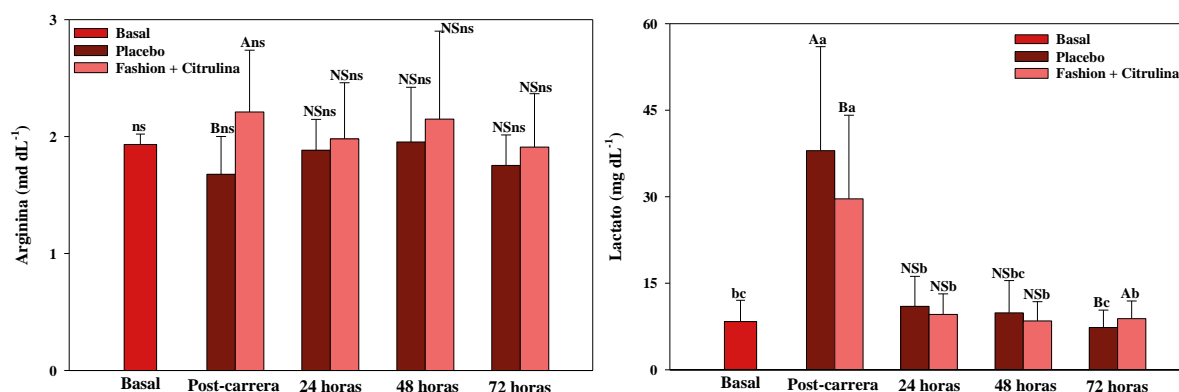 Arginina (md dL-1)
3
2
1
0
Basal
Placebo
Fashion + Citrulina
ns
Bns
Ans
NSns
NSns
NSns
NSns
NSns
NSns
Basal
Post-carrera
24 horas
48 horas
72 horas
Lactato (mg dL-1)
60
45
30
15
0
Basal
Placebo
Fashion + Citrulina
bc
Aa
Ba
NSb
NSb
NSbc
NSb
Bc
Ab
Basal
Post-carrera
24 horas
48 horas
72 horas